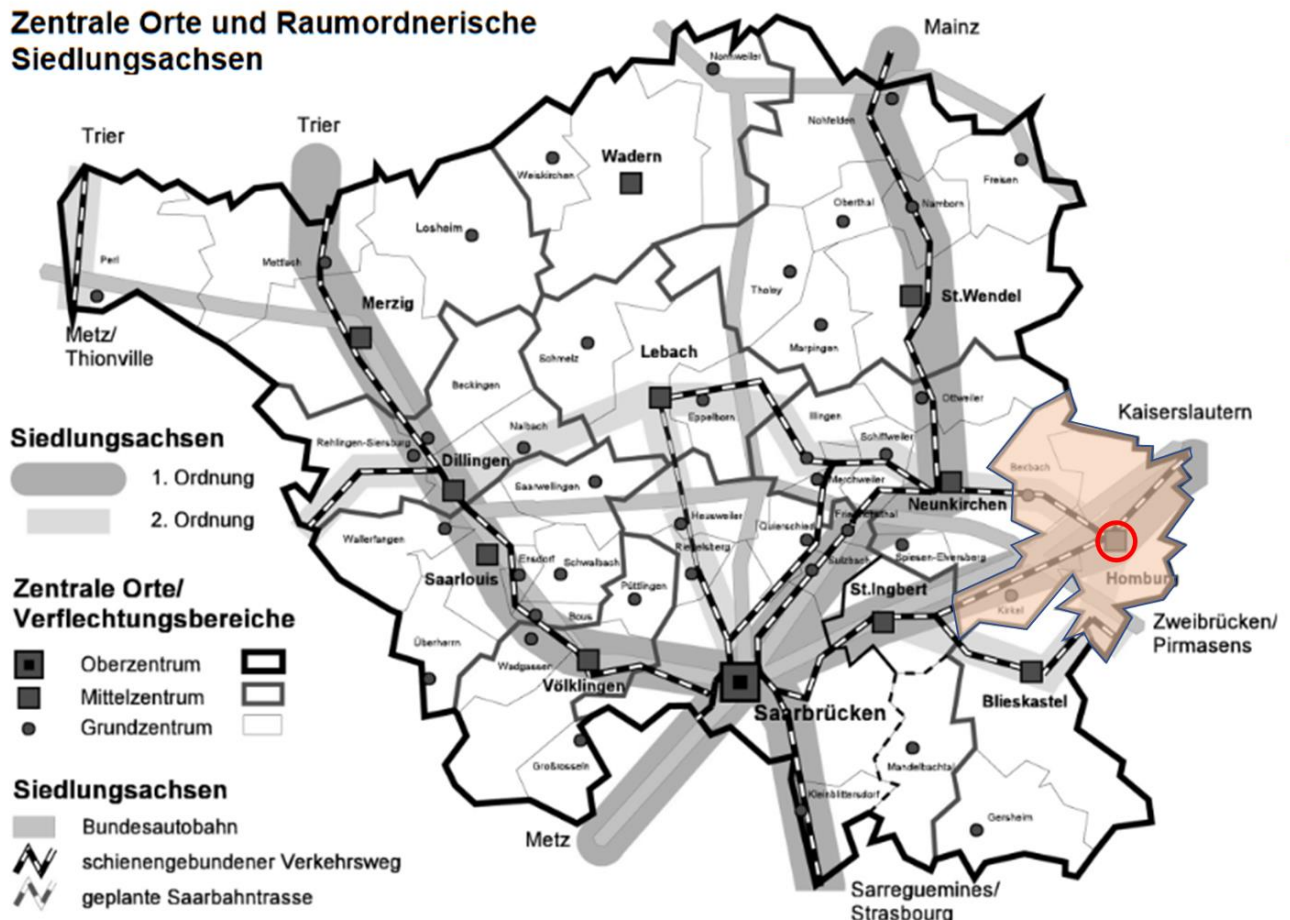 Zentrale Orte und Raumordnerische
Siedlungsachsen
Mainz
Nonnweiler
Trier
Trier
Nohfelden
Wadern
Weiskirchen
Freisen
Oberthal
Namborn
Losheim
Perl
Mettlach
Tholey
St.Wendel
Merzig
Metz/
Thionville
Marpingen
Schmelz
Lebach
Beckingen
Ottweiler
Kaiserslautern
Eppelborn
Illingen
Nalbach
Schiffweiler
Rehlingen-Siersburg
Siedlungsachsen
1. Ordnung
2. Ordnung
Dillingen
Bexbach
Merchweiler
Saarwellingen
Neunkirchen
Heusweiler
Quierschied
Friedrichsthal
Wallerfangen
Riegelsberg
Spiesen-Elversberg
Sulzbach
Ensdorf
Schwalbach
Saarlouis
Püttlingen
St.Ingbert
Homburg
Kirkel
Zentrale Orte/
Verflechtungsbereiche
Bous
Zweibrücken/
Pirmasens
Überherrn
Oberzentrum
Wadgassen
Völklingen
Mittelzentrum
Blieskastel
Saarbrücken
Grundzentrum
Großrosseln
Mandelbachtal
Siedlungsachsen
Kleinblittersdorf
Gersheim
Bundesautobahn
Metz
schienengebundener Verkehrsweg
geplante Saarbahntrasse
Sarreguemines/
Strasbourg